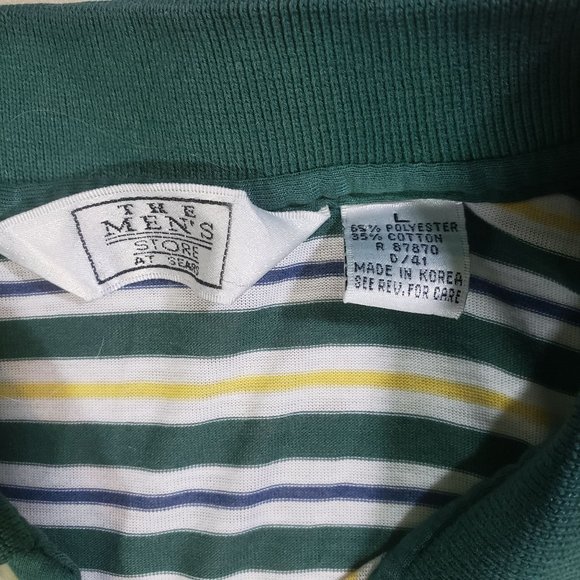 THE
MEN'S
STORE
AT SEARS
L
65% POLYESTER
35% COTTON
R 87870
D/41
MADE IN KOREA
SEE REV. FOR CARE